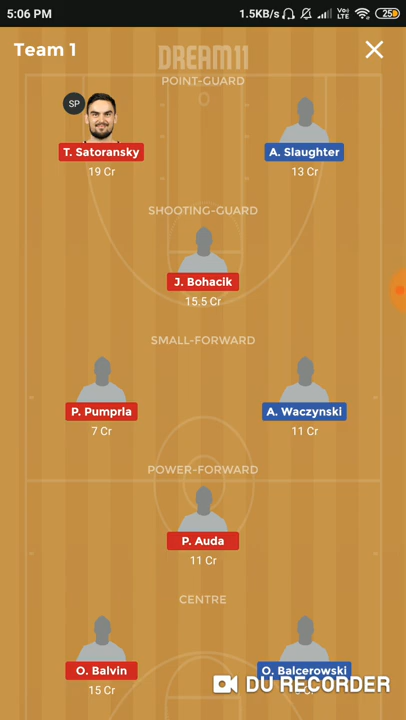 5:06 PM 1.5KB/s Vo) LTE 25
Team 1
DREAM11
POINT-GUARD
SP
T. Satoransky A. Slaughter
19 Cr 13 Cr
SHOOTING-GUARD
J. Bohacik
15.5 Cr
SMALL-FORWARD
P. Pumprla A. Waczynski
7 Cr 11 Cr
POWER-FORWARD
P. Auda
11 Cr
CENTRE
O. Balvin O. Balcerowski
DU RECORDER
15 Cr